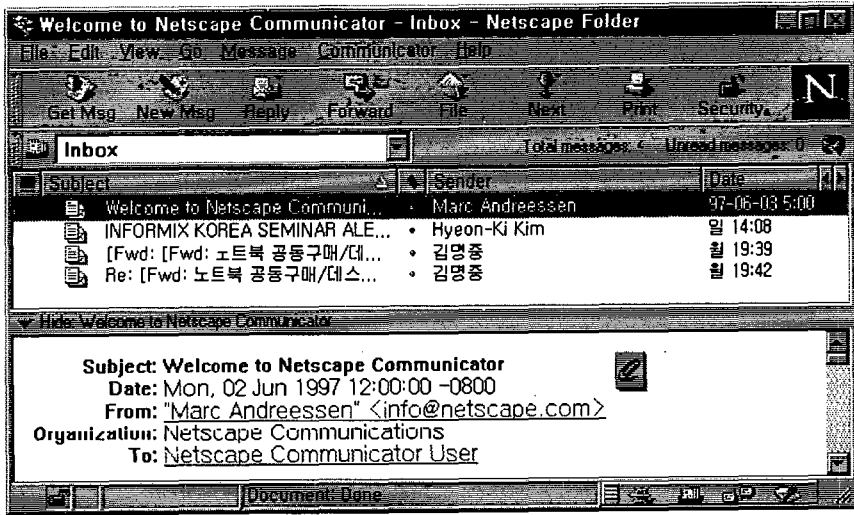 Welcome to Netscape Communicator - Inbox - Netscape Folder
File Edit View Go Message Communicator Help
Get Msg New Msg Reply Forward File Next Print Security N
Inbox Total messages: Unread messages: 0
Subject Sender Date
Welcome to Netscape Communi... Marc Andreessen 97-06-03 5:00
INFORMIX KOREA SEMINAR ALE... Hyeon-Ki Kim 일 14:08
[Fwd: [Fwd: 노트북 공동구매/데... 김명중 월 19:39
Re: [Fwd: 노트북 공동구매/데스... 김명중 월 19:42
Hide: Welcome to Netscape Communicator
Subject: Welcome to Netscape Communicator
Date: Mon, 02 Jun 1997 12:00:00 -0800
From: "Marc Andreessen" <info@netscape.com>
Organization: Netscape Communications
To: Netscape Communicator User
Document: Done